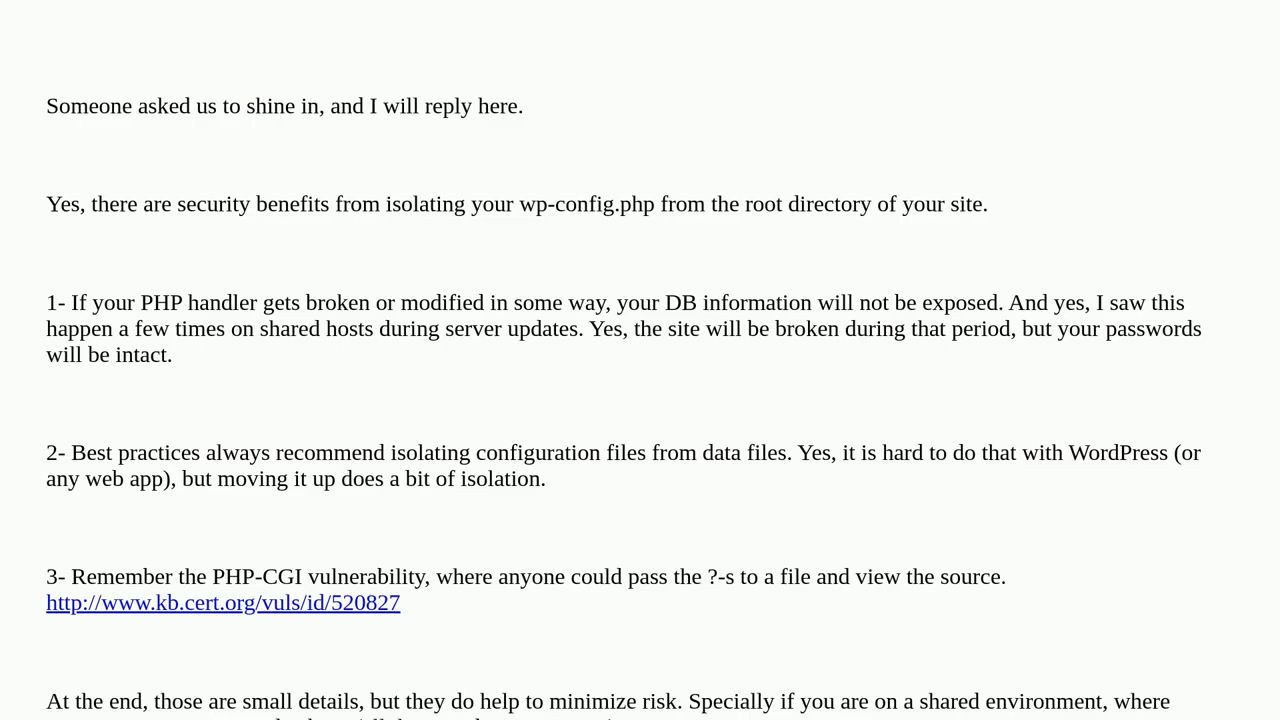 Someone asked us to shine in, and I will reply here.
Yes, there are security benefits from isolating your wp-config.php from the root directory of your site.
1- If your PHP handler gets broken or modified in some way, your DB information will not be exposed. And yes, I saw this
happen a few times on shared hosts during server updates. Yes, the site will be broken during that period, but your passwords
will be intact.
2- Best practices always recommend isolating configuration files from data files. Yes, it is hard to do that with WordPress (or
any web app), but moving it up does a bit of isolation.
3- Remember the PHP-CGI vulnerability, where anyone could pass the ?-s to a file and view the source.
http://www.kb.cert.org/vuls/id/520827
At the end, those are small details, but they do help to minimize risk. Specially if you are on a shared environment, where